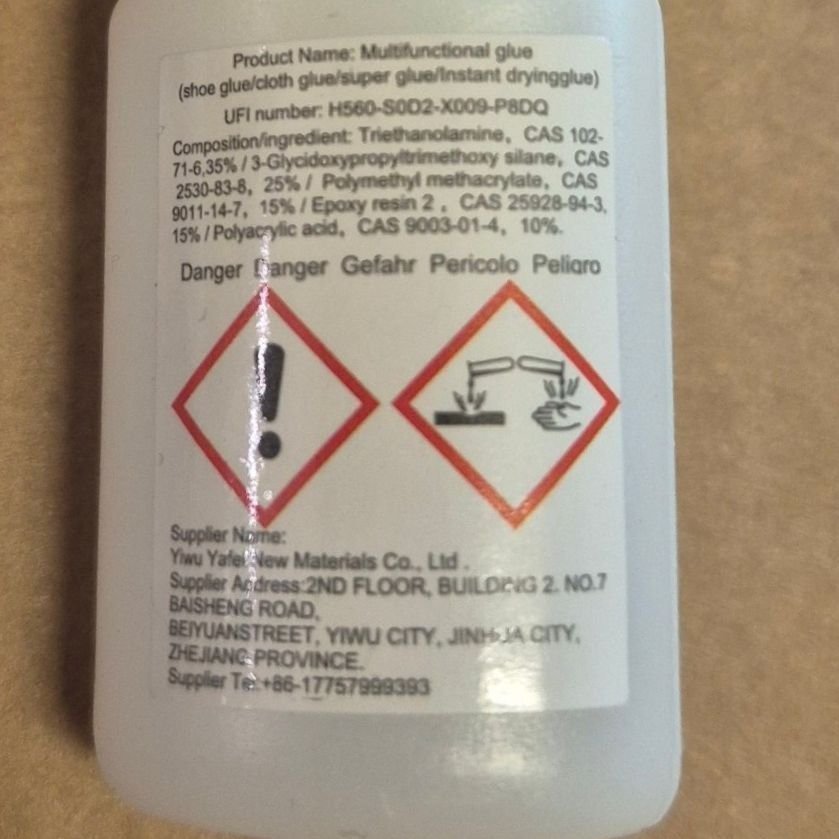 Product Name: Multifunctional glue
(shoe glue/cloth glue/super glue/Instant dryingglue)
UFI number: H560-S0D2-X009-P8DQ
Composition/ingredient: Triethanolamine, CAS 102-
71-6,35% / 3-Glycidoxypropyltrimethoxy silane, CAS
2530-83-8, 25% / Polymethyl methacrylate, CAS
9011-14-7, 15% / Epoxy resin 2 , CAS 25928-94-3,
15% / Polyacrylic acid, CAS 9003-01-4, 10%.
Danger Danger Gefahr Pericolo Peligro
Supplier Name:
Yiwu Yafei New Materials Co., Ltd .
Supplier Address:2ND FLOOR, BUILDING 2. NO.7
BAISHENG ROAD,
BEIYUANSTREET, YIWU CITY, JINHUA CITY,
ZHEJIANG PROVINCE.
Supplier Tel:+86-17757999393